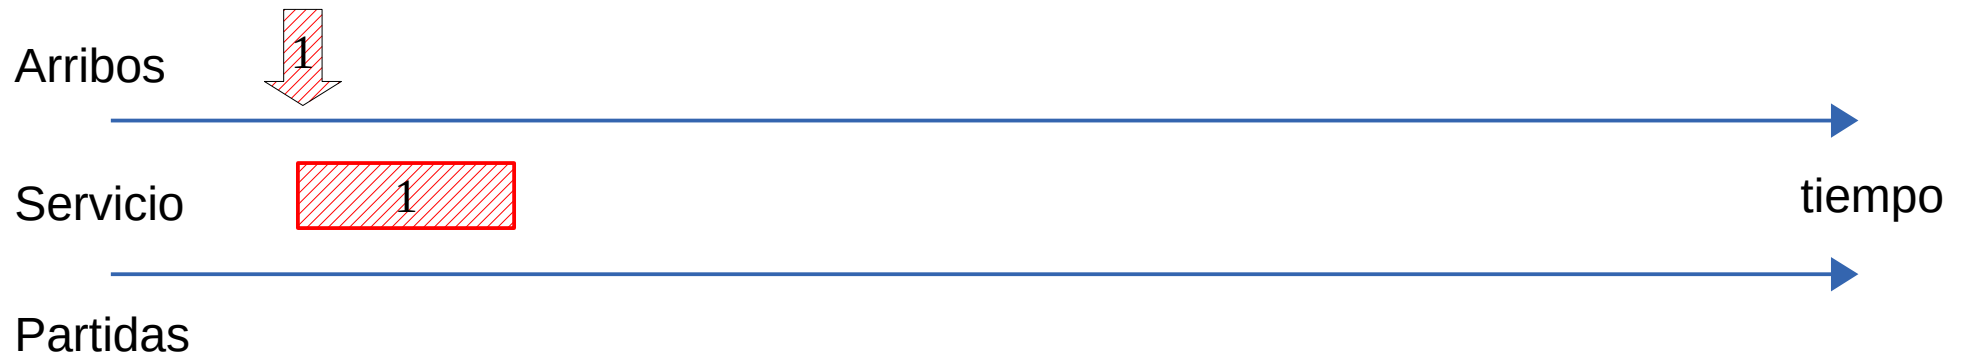 1
Arribos
1
Servicio
tiempo
Partidas